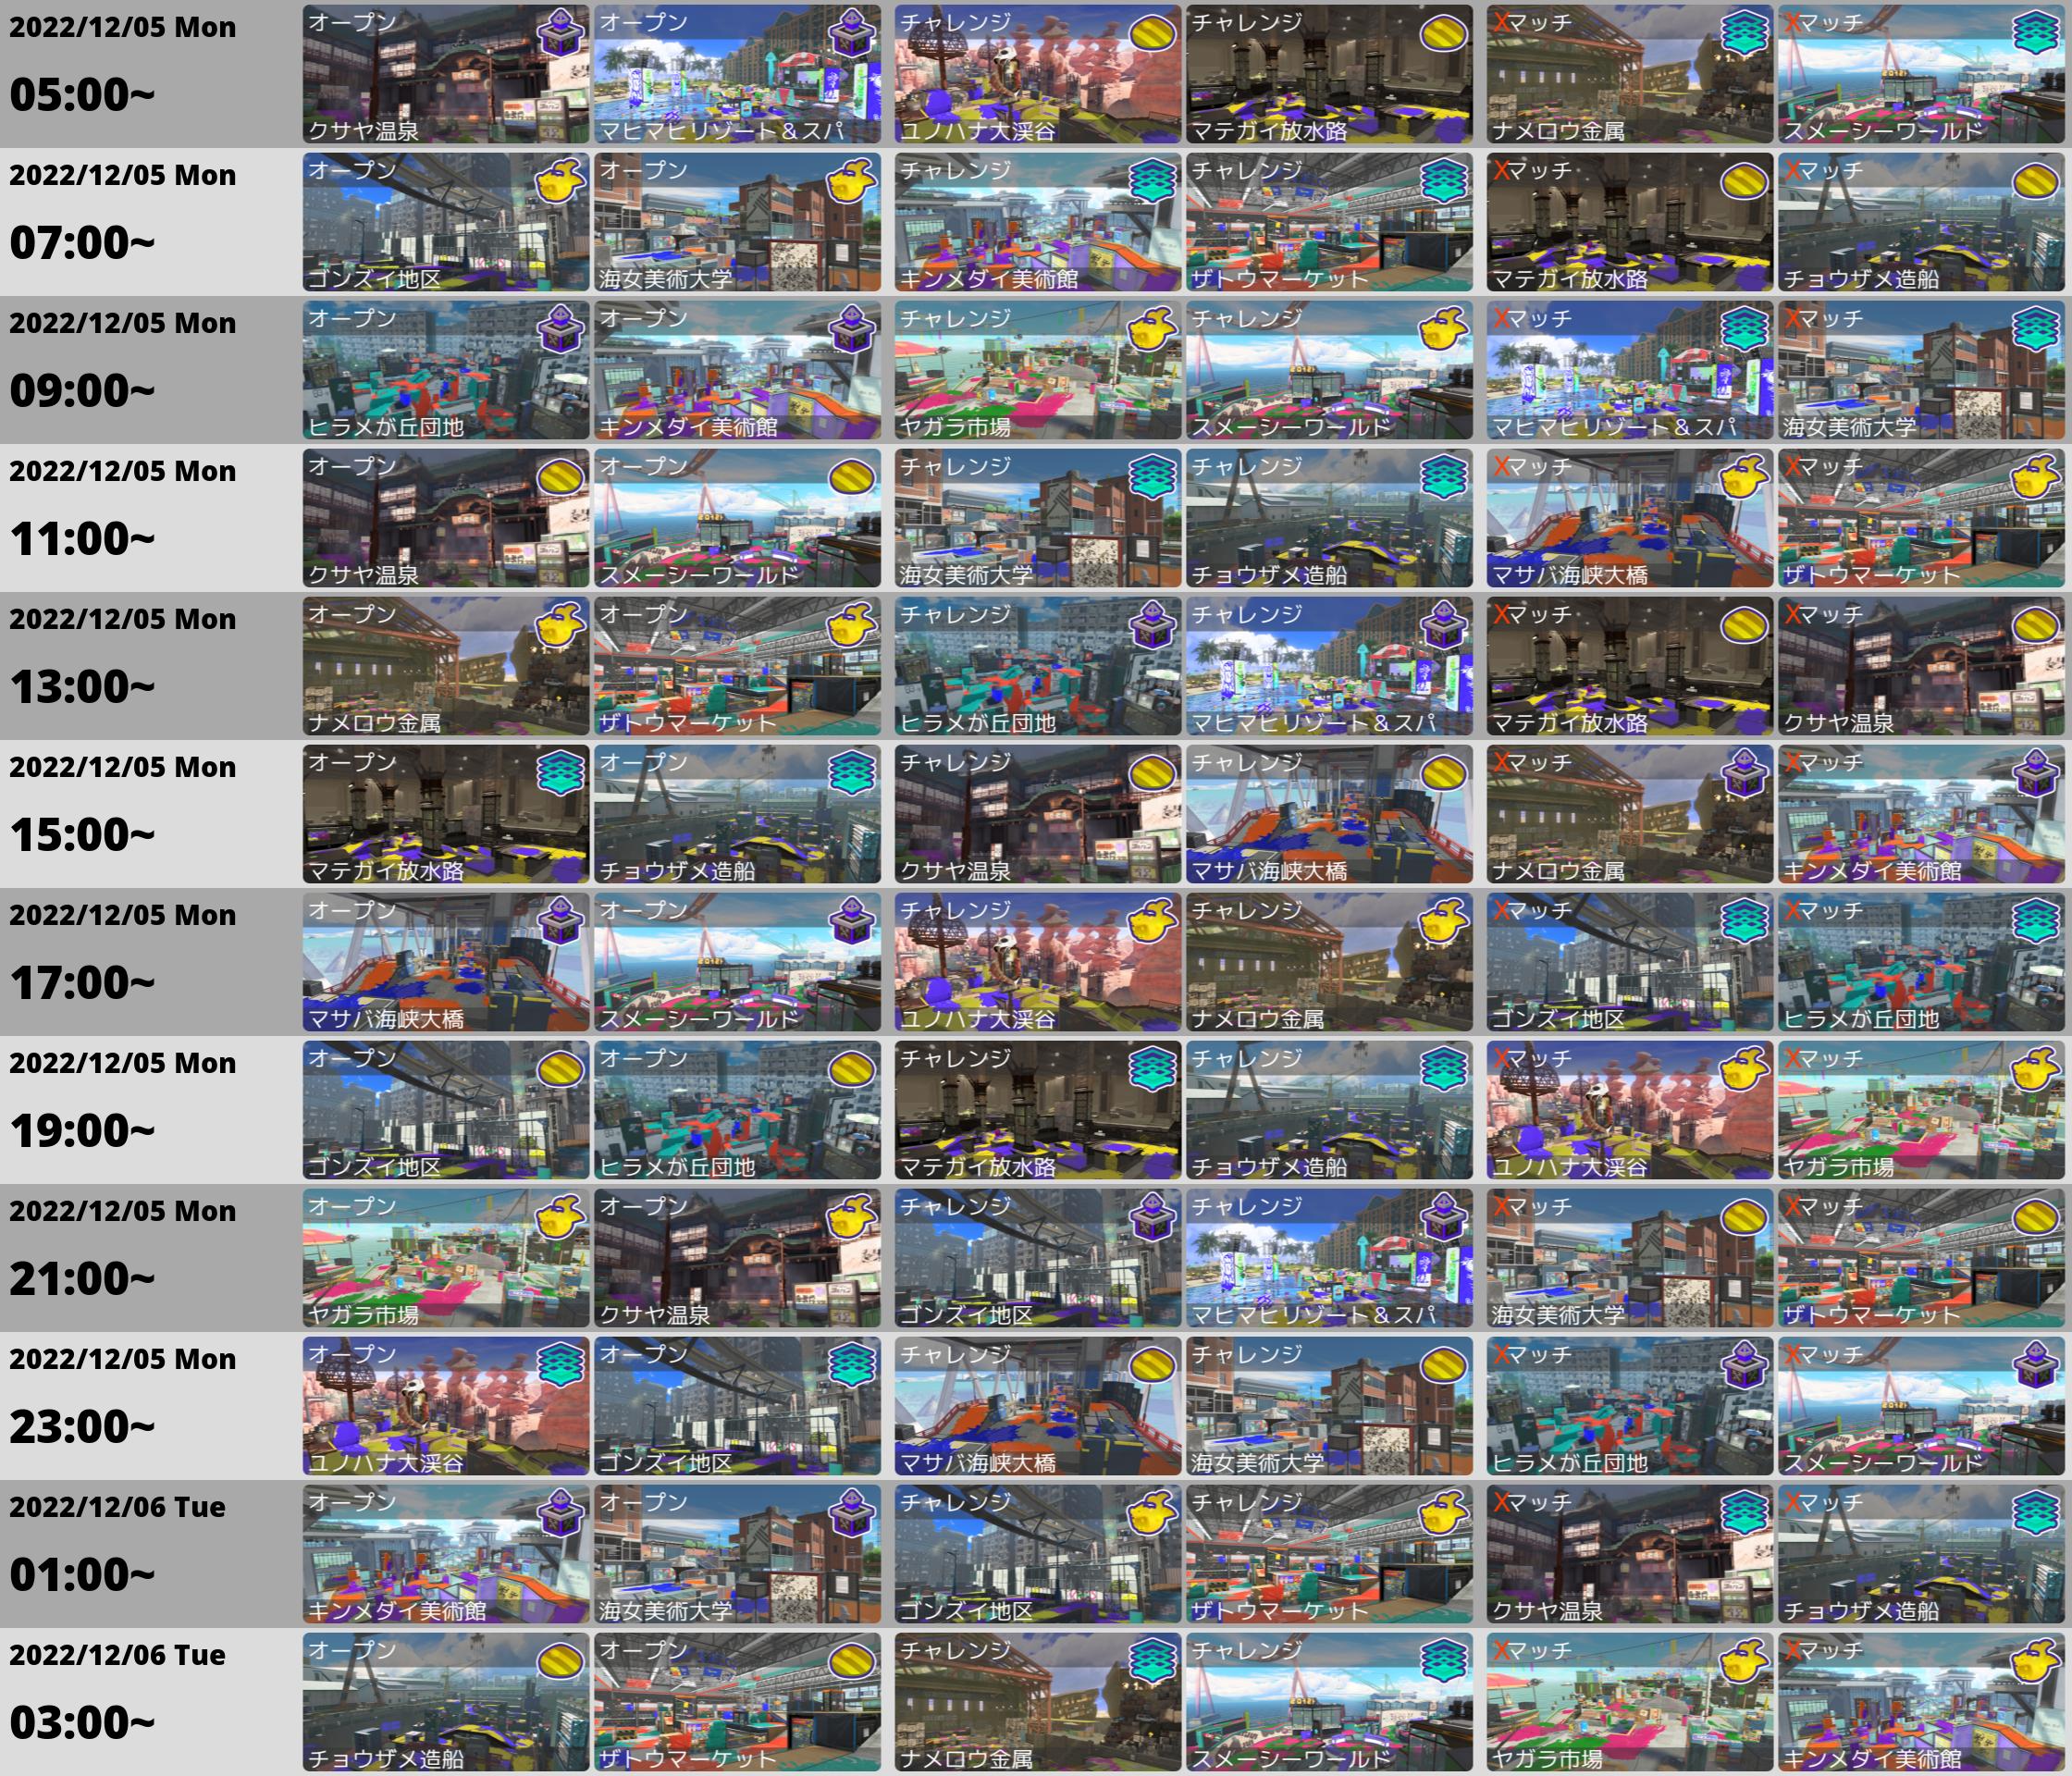 2022/12/05 Mon
05:00~
オープン
クサヤ温泉
オープン
マヒマヒリゾート＆スパ
チャレンジ
ユノハナ大渓谷
チャレンジ
マテガイ放水路
Xマッチ
ナメロウ金属
Xマッチ
スメーシーワールド
2022/12/05 Mon
07:00~
オープン
ゴンズイ地区
オープン
海女美術大学
チャレンジ
キンメダイ美術館
チャレンジ
ザトウマーケット
Xマッチ
マテガイ放水路
Xマッチ
チョウザメ造船
2022/12/05 Mon
09:00~
オープン
ヒラメが丘団地
オープン
キンメダイ美術館
チャレンジ
ヤガラ市場
チャレンジ
スメーシーワールド
Xマッチ
マヒマヒリゾート＆スパ
Xマッチ
海女美術大学
2022/12/05 Mon
11:00~
オープン
クサヤ温泉
オープン
スメーシーワールド
チャレンジ
海女美術大学
チャレンジ
チョウザメ造船
Xマッチ
マサバ海峡大橋
Xマッチ
ザトウマーケット
2022/12/05 Mon
13:00~
オープン
ナメロウ金属
オープン
ザトウマーケット
チャレンジ
ヒラメが丘団地
チャレンジ
マヒマヒリゾート＆スパ
Xマッチ
マテガイ放水路
Xマッチ
クサヤ温泉
2022/12/05 Mon
15:00~
オープン
マテガイ放水路
オープン
チョウザメ造船
チャレンジ
クサヤ温泉
チャレンジ
マサバ海峡大橋
Xマッチ
ナメロウ金属
Xマッチ
キンメダイ美術館
2022/12/05 Mon
17:00~
オープン
マサバ海峡大橋
オープン
スメーシーワールド
チャレンジ
ユノハナ大渓谷
チャレンジ
ナメロウ金属
Xマッチ
ゴンズイ地区
Xマッチ
ヒラメが丘団地
2022/12/05 Mon
19:00~
オープン
ゴンズイ地区
オープン
ヒラメが丘団地
チャレンジ
マテガイ放水路
チャレンジ
チョウザメ造船
Xマッチ
ユノハナ大渓谷
Xマッチ
ヤガラ市場
2022/12/05 Mon
21:00~
オープン
ヤガラ市場
オープン
クサヤ温泉
チャレンジ
ゴンズイ地区
チャレンジ
マヒマヒリゾート＆スパ
Xマッチ
海女美術大学
Xマッチ
ザトウマーケット
2022/12/05 Mon
23:00~
オープン
ユノハナ大渓谷
オープン
ゴンズイ地区
チャレンジ
マサバ海峡大橋
チャレンジ
海女美術大学
Xマッチ
ヒラメが丘団地
Xマッチ
スメーシーワールド
2022/12/06 Tue
01:00~
オープン
キンメダイ美術館
オープン
海女美術大学
チャレンジ
ゴンズイ地区
チャレンジ
ザトウマーケット
Xマッチ
クサヤ温泉
Xマッチ
チョウザメ造船
2022/12/06 Tue
03:00~
オープン
チョウザメ造船
オープン
ザトウマーケット
チャレンジ
ナメロウ金属
チャレンジ
スメーシーワールド
Xマッチ
ヤガラ市場
Xマッチ
キンメダイ美術館